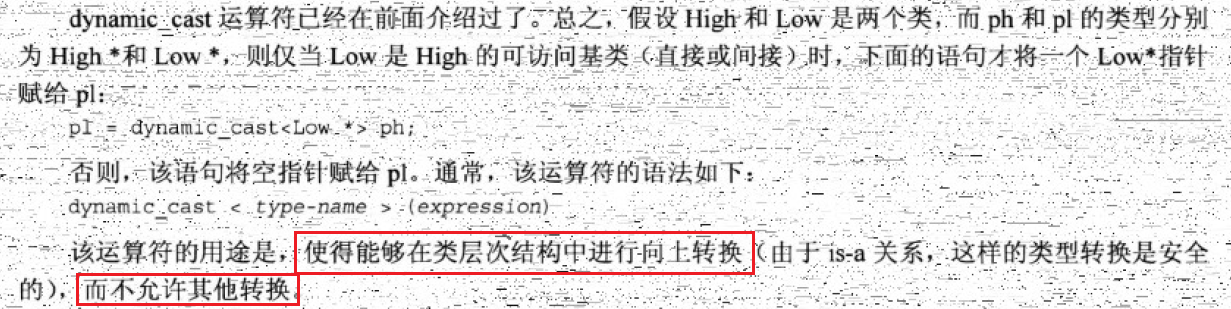 dynamic_cast 运算符已经在前面介绍过了。总之，假设 High 和 Low 是两个类，而 ph 和 pl 的类型分别
为 High *和 Low *，则仅当 Low 是 High 的可访问基类（直接或间接）时，下面的语句才将一个 Low*指针
赋给 pl：
pl = dynamic_cast<Low *> ph;
否则，该语句将空指针赋给 pl。通常，该运算符的语法如下：
dynamic_cast < type-name > (expression)
该运算符的用途是，使得能够在类层次结构中进行向上转换（由于 is-a 关系，这样的类型转换是安全
的），而不允许其他转换。